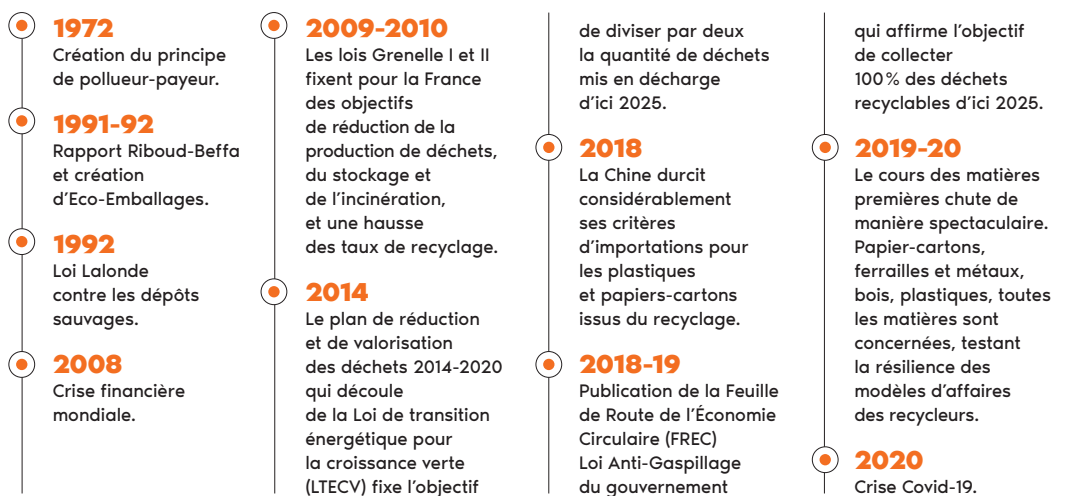 1972
Création du principe
de pollueur-payeur.
1991-92
Rapport Riboud-Beffa
et création
d’Eco-Emballages.
1992
Loi Lalonde
contre les dépôts
sauvages.
2008
Crise financière
mondiale.
2009-2010
Les lois Grenelle I et II
fixent pour la France
des objectifs
de réduction de la
production de déchets,
du stockage et
de l’incinération,
et une hausse
des taux de recyclage.
2014
Le plan de réduction
et de valorisation
des déchets 2014-2020
qui découle
de la Loi de transition
énergétique pour
la croissance verte
(LTECV) fixe l’objectif
de diviser par deux
la quantité de déchets
mis en décharge
d’ici 2025.
2018
La Chine durcit
considérablement
ses critères
d’importations pour
les plastiques
et papiers-cartons
issus du recyclage.
2018-19
Publication de la Feuille
de Route de l’Économie
Circulaire (FREC)
Loi Anti-Gaspillage
du gouvernement
qui affirme l’objectif
de collecter
100 % des déchets
recyclables d’ici 2025.
2019-20
Le cours des matières
premières chute de
manière spectaculaire.
Papier-cartons,
ferrailles et métaux,
bois, plastiques, toutes
les matières sont
concernées, testant
la résilience des
modèles d’affaires
des recycleurs.
2020
Crise Covid-19.